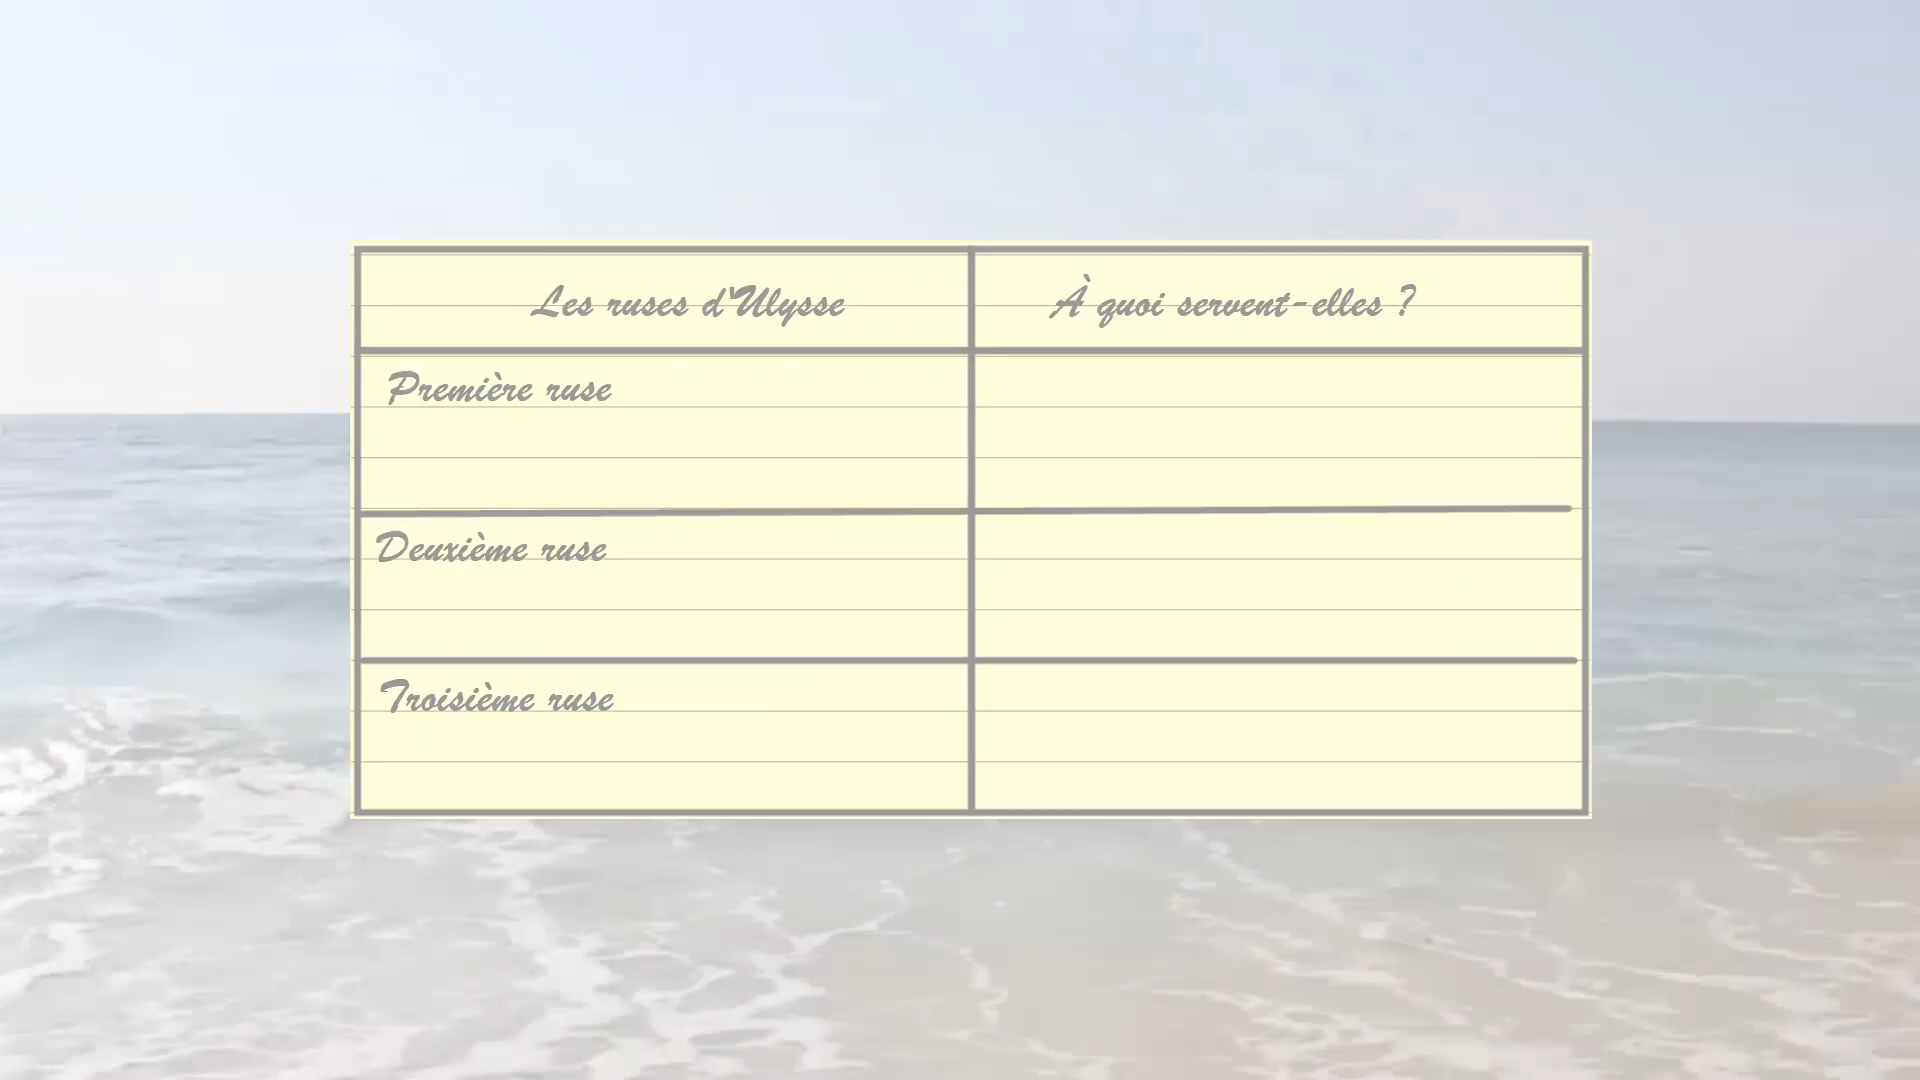 Les ruses d'Ulysse
À quoi servent-elles ?
Première ruse
Deuxième ruse
Troisième ruse